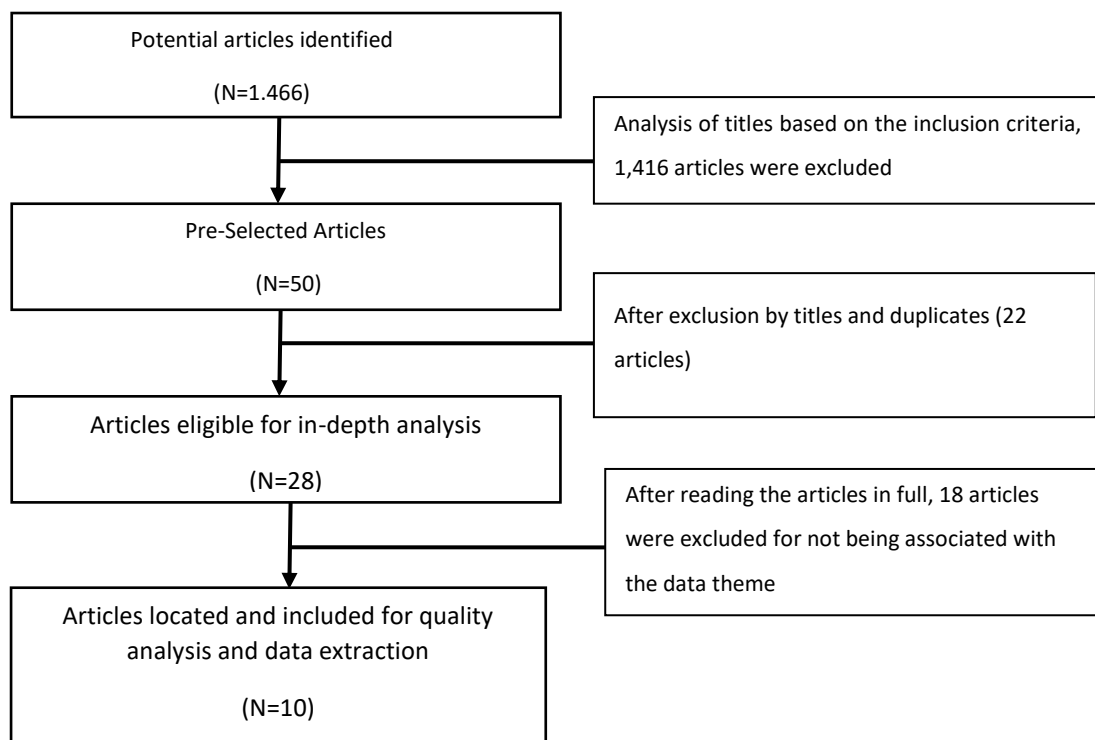 Potential articles identified
(N=1.466)
Analysis of titles based on the inclusion criteria,
1,416 articles were excluded
Pre-Selected Articles
(N=50)
After exclusion by titles and duplicates (22
articles)
Articles eligible for in-depth analysis
(N=28)
After reading the articles in full, 18 articles
were excluded for not being associated with
the data theme
Articles located and included for quality
analysis and data extraction
(N=10)